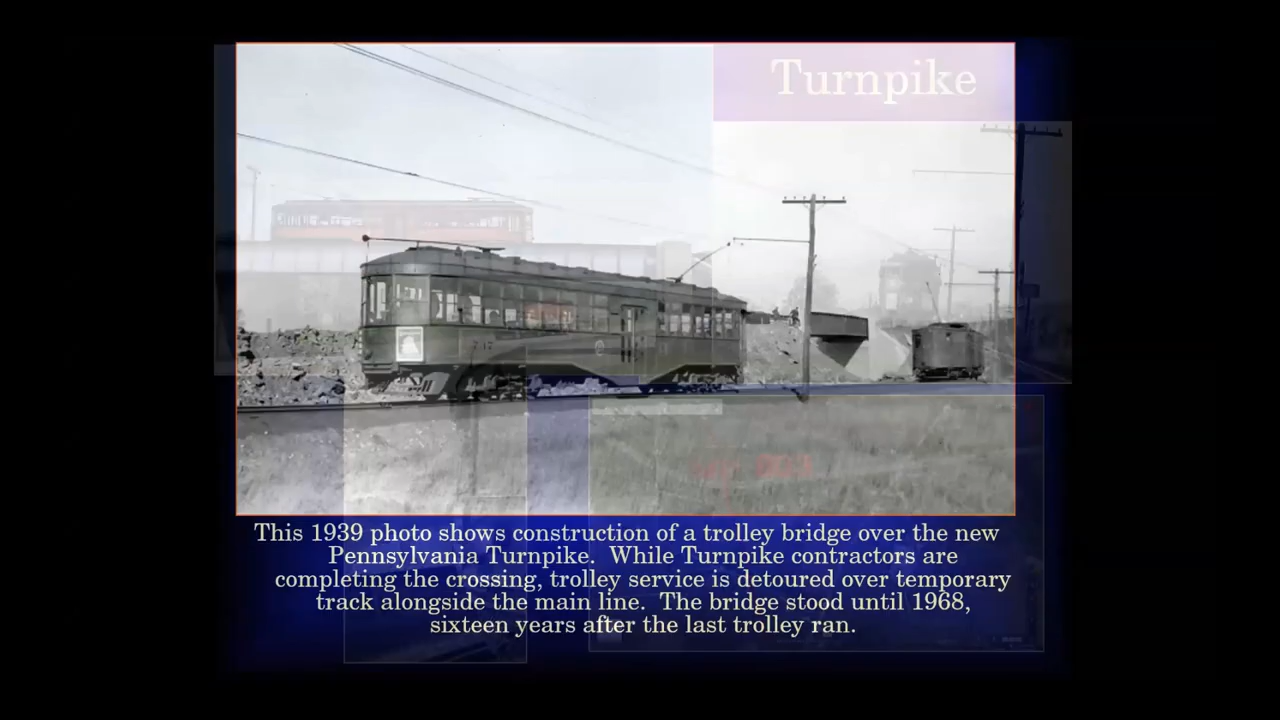 Turnpike
This 1939 photo shows construction of a trolley bridge over the new
Pennsylvania Turnpike. While Turnpike contractors are
completing the crossing, trolley service is detoured over temporary
track alongside the main line. The bridge stood until 1968,
sixteen years after the last trolley ran.